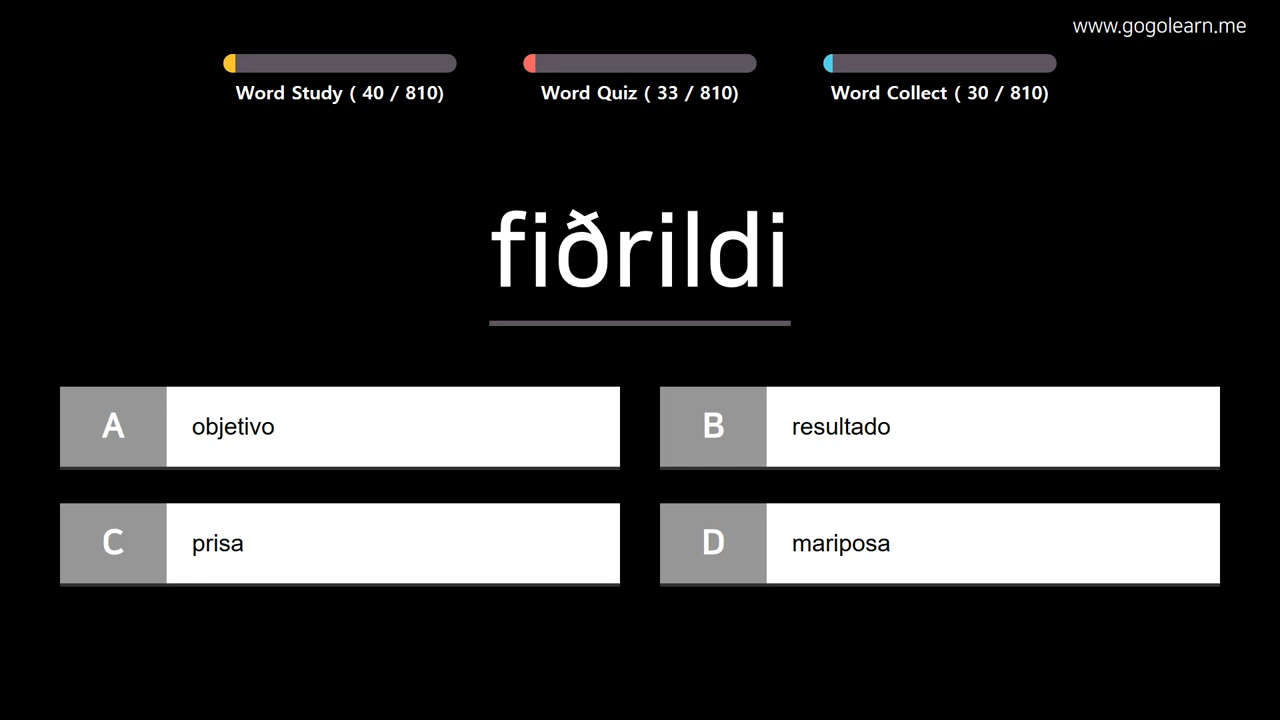 www.gogolearn.me
Word Study ( 40 / 810)
Word Quiz ( 33 / 810)
Word Collect ( 30 / 810)
fiðrildi
A objetivo
B resultado
C prisa
D mariposa